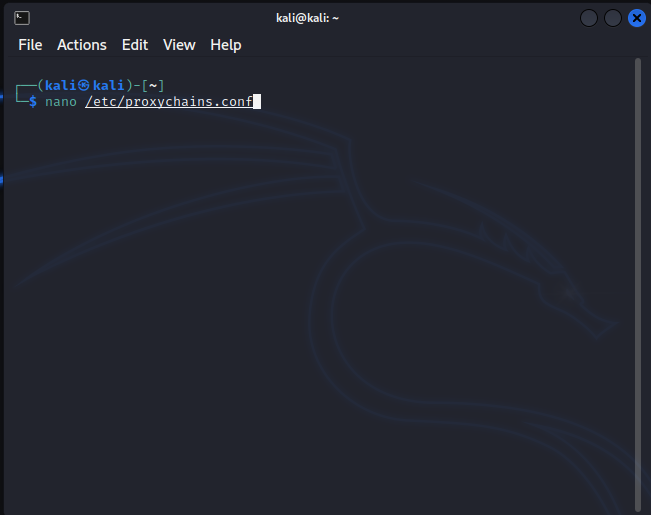 kali@kali: ~
File Actions Edit View Help
┌──(kali㉿kali)-[~]
└─$ nano /etc/proxychains.conf